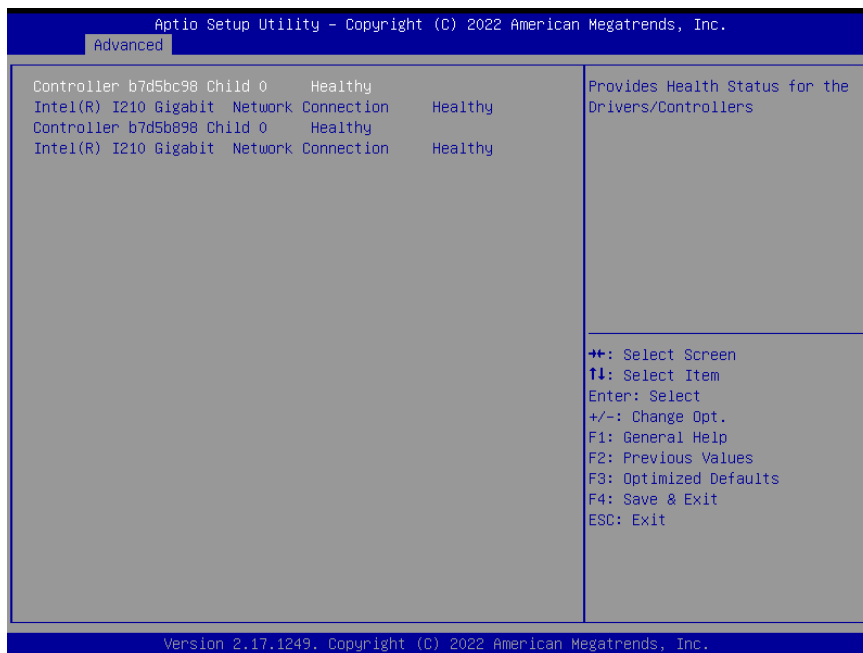 Aptio Setup Utility – Copyright (C) 2022 American Megatrends, Inc.
Advanced
Controller b7d5bc98 Child 0 Healthy
Intel(R) I210 Gigabit Network Connection Healthy
Controller b7d5b898 Child 0 Healthy
Intel(R) I210 Gigabit Network Connection Healthy
Provides Health Status for the
Drivers/Controllers
→←: Select Screen
↑↓: Select Item
Enter: Select
+/-: Change Opt.
F1: General Help
F2: Previous Values
F3: Optimized Defaults
F4: Save & Exit
ESC: Exit
Version 2.17.1249. Copyright (C) 2022 American Megatrends, Inc.